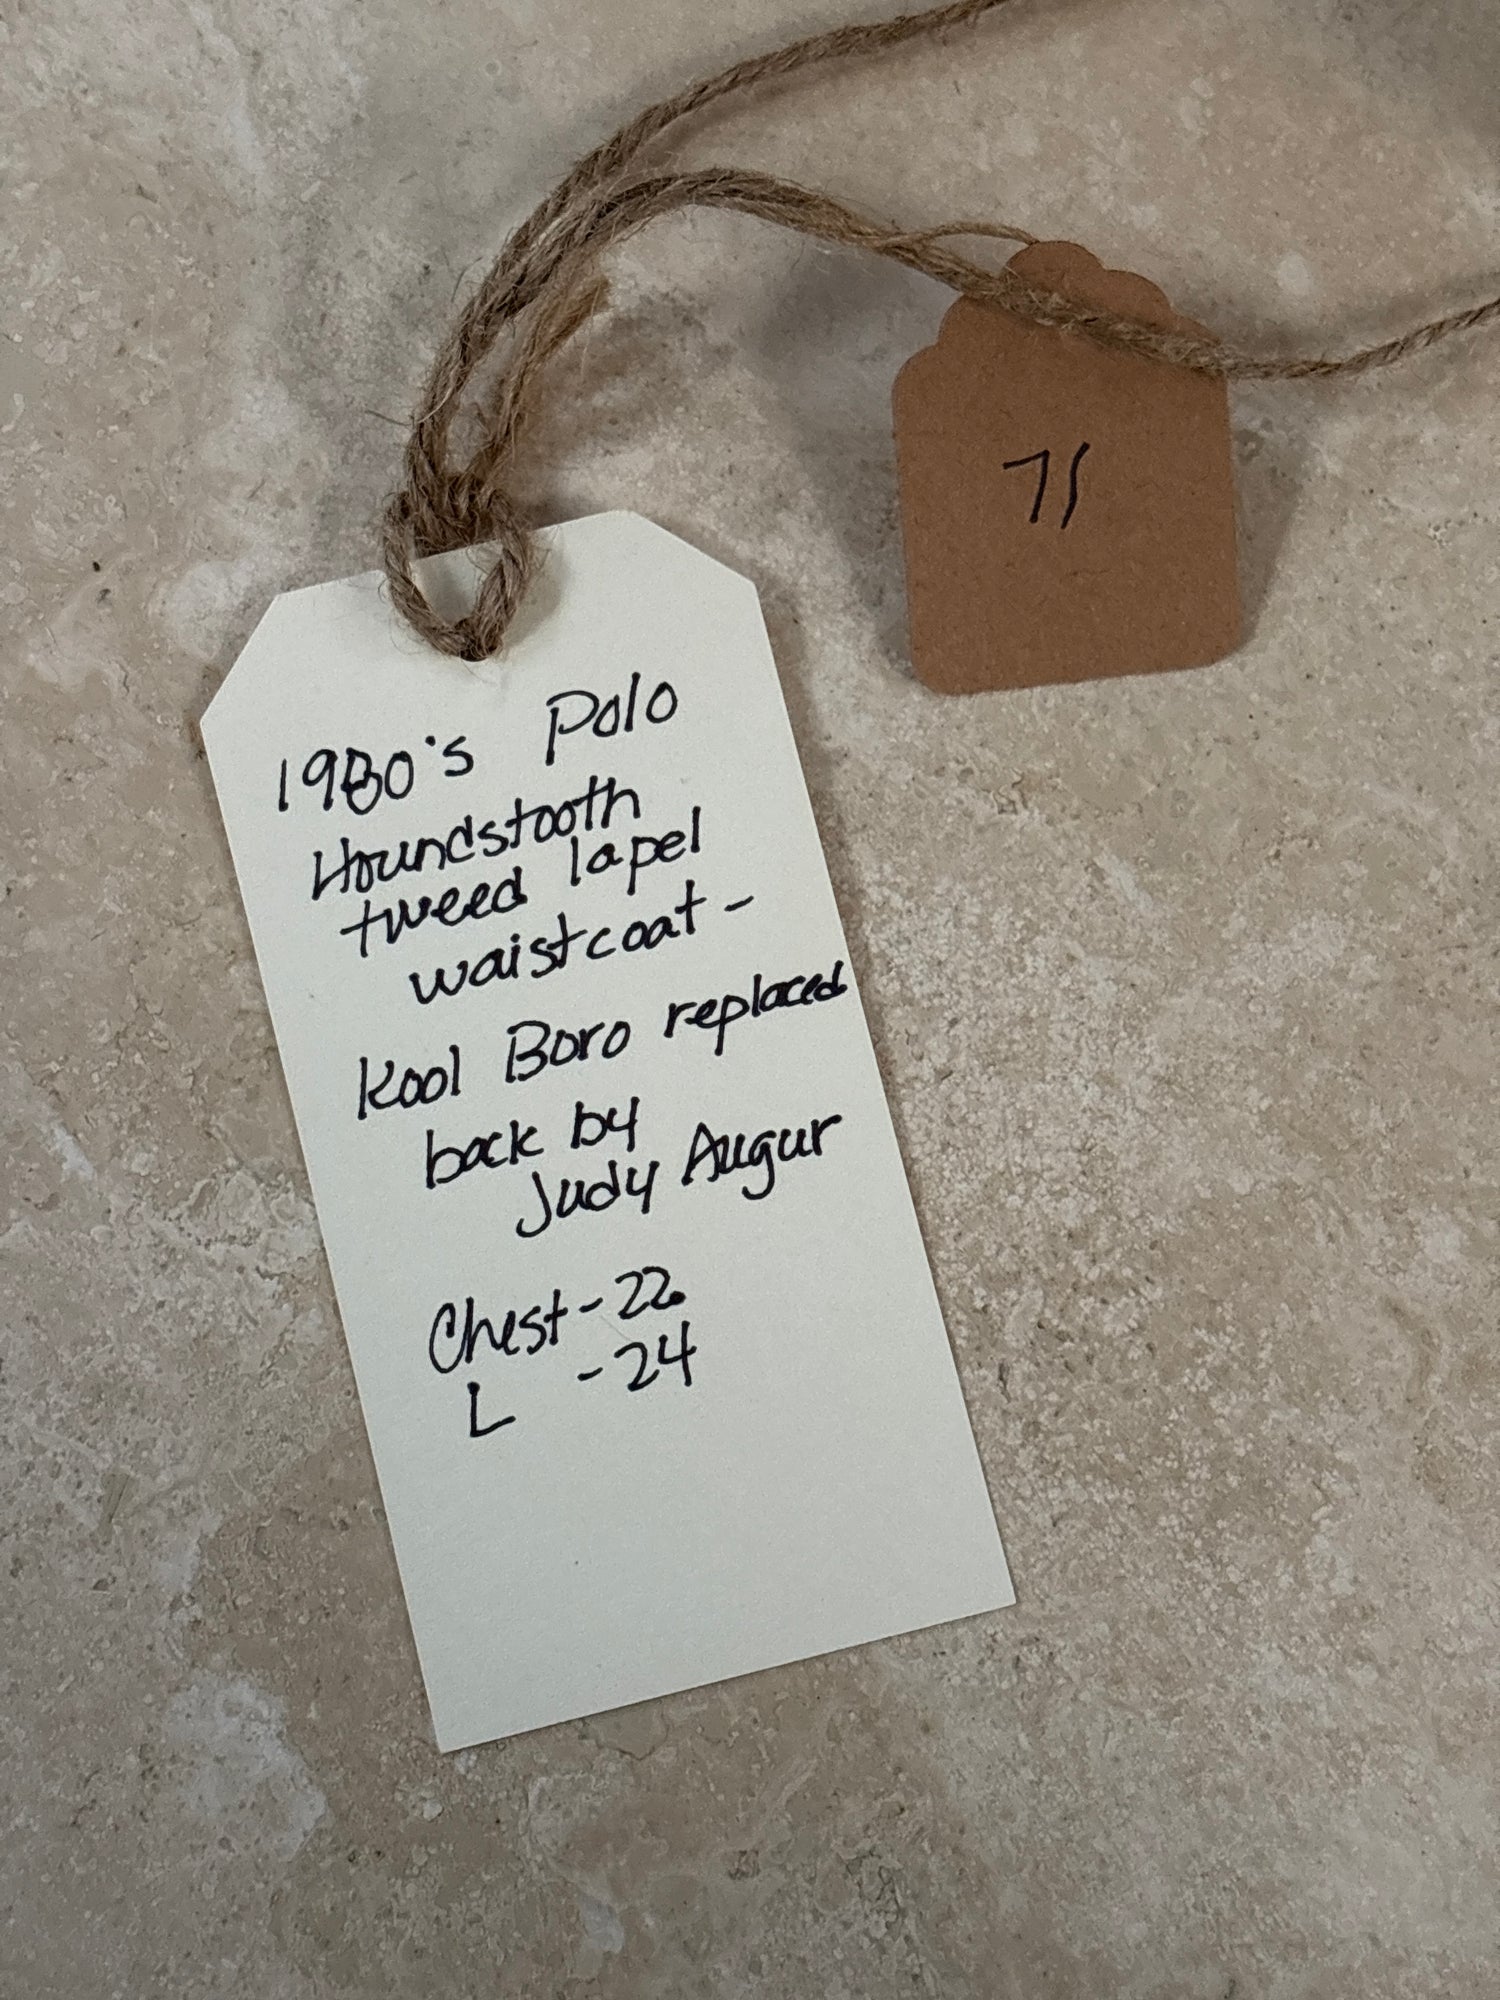 71
1980's Polo
Houndstooth
tweed lapel
waistcoat -
Kool Boro replaced
back by
Judy Augur
Chest - 22
L - 24